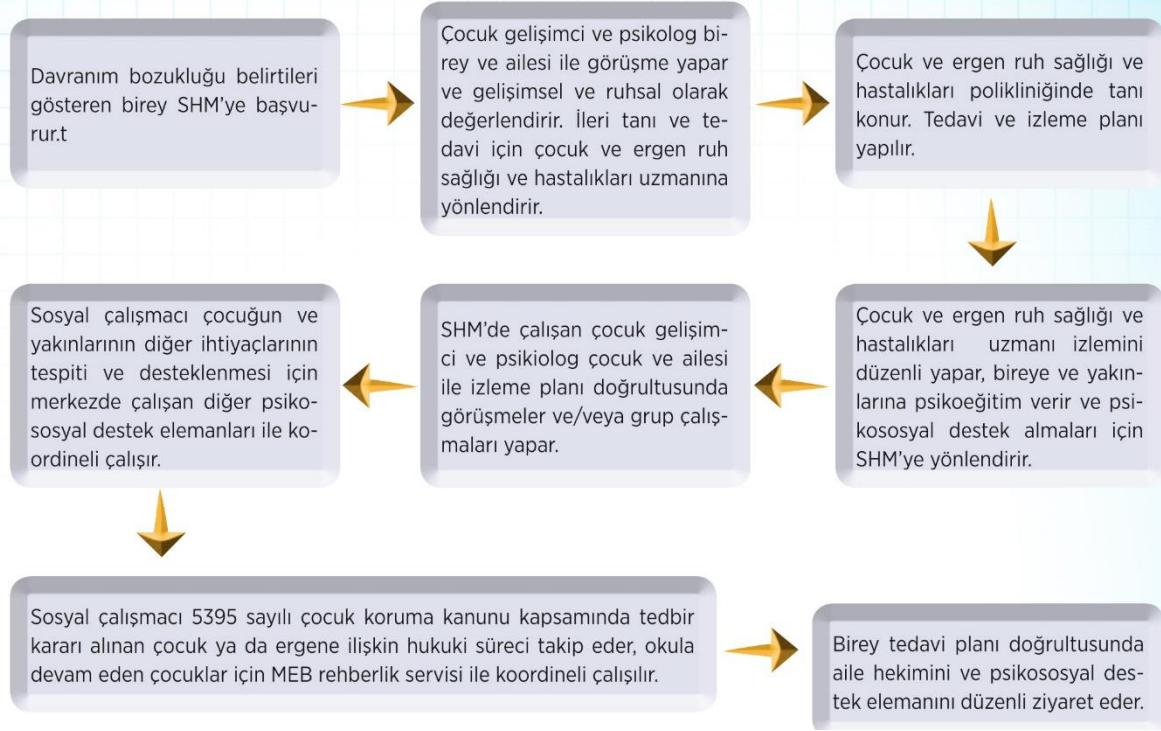 Davranım bozukluğu belirtileri
gösteren birey SHM’ye başvu-
rur.t
Çocuk gelişimci ve psikolog bi-
rey ve ailesi ile görüşme yapar
ve gelişimsel ve ruhsal olarak
değerlendirir. İleri tanı ve te-
davi için çocuk ve ergen ruh
sağlığı ve hastalıkları uzmanına
yönlendirir.
Çocuk ve ergen ruh sağlığı ve
hastalıkları polikliniğinde tanı
konur. Tedavi ve izleme planı
yapılır.
Çocuk ve ergen ruh sağlığı ve
hastalıkları uzmanı izlemini
düzenli yapar, bireye ve yakın-
larına psikoeğitim verir ve psi-
kososyal destek almaları için
SHM’ye yönlendirir.
SHM’de çalışan çocuk gelişim-
ci ve psikiolog çocuk ve ailesi
ile izleme planı doğrultusunda
görüşmeler ve/veya grup çalış-
maları yapar.
Sosyal çalışmacı çocuğun ve
yakınlarının diğer ihtiyaçlarının
tespiti ve desteklenmesi için
merkezde çalışan diğer psiko-
sosyal destek elemanları ile ko-
ordineli çalışır.
Sosyal çalışmacı 5395 sayılı çocuk koruma kanunu kapsamında tedbir
kararı alınan çocuk ya da ergene ilişkin hukuki süreci takip eder, okula
devam eden çocuklar için MEB rehberlik servisi ile koordineli çalışılır.
Birey tedavi planı doğrultusunda
aile hekimini ve psikososyal des-
tek elemanını düzenli ziyaret eder.